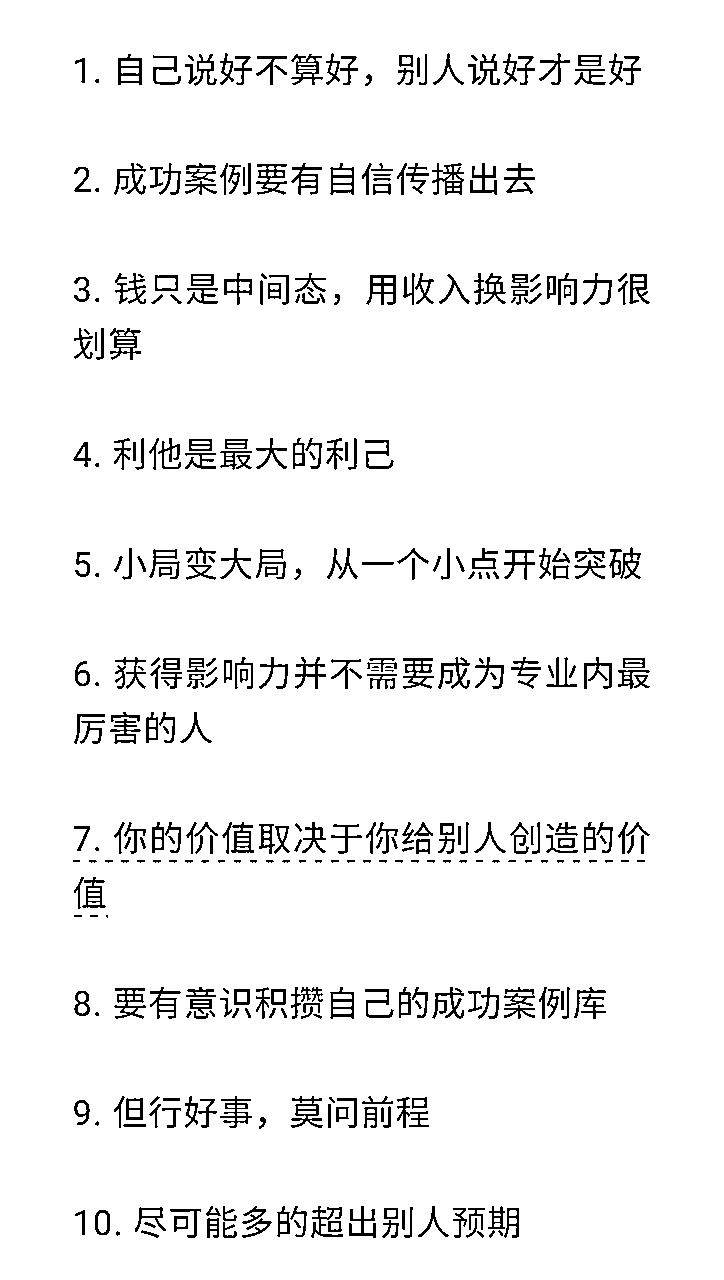 1. 自己说好不算好，别人说好才是好
2. 成功案例要有自信传播出去
3. 钱只是中间态，用收入换影响力很
划算
4. 利他是最大的利己
5. 小局变大局，从一个小点开始突破
6. 获得影响力并不需要成为专业内最
厉害的人
7. 你的价值取决于你给别人创造的价
值
8. 要有意识积攒自己的成功案例库
9. 但行好事，莫问前程
10. 尽可能多的超出别人预期